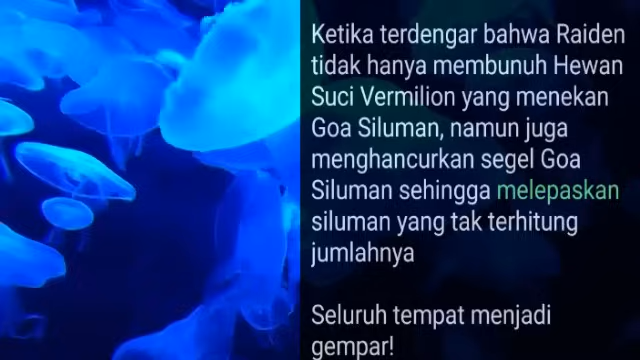 Ketika terdengar bahwa Raiden
tidak hanya membunuh Hewan
Suci Vermilion yang menekan
Goa Siluman, namun juga
menghancurkan segel Goa
Siluman sehingga melepaskan
siluman yang tak terhitung
jumlahnya
Seluruh tempat menjadi
gempar!